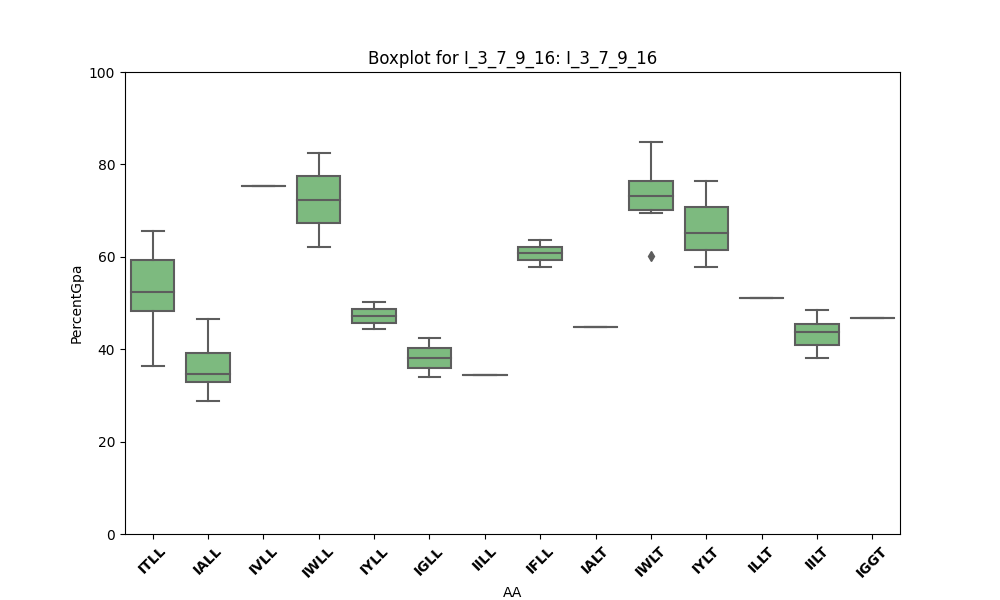 Boxplot for I_3_7_9_16: I_3_7_9_16
PercentGpa
100
80
60
40
20
0
ITLL IALL IVLL IWLL IYLL IGLL IILL IFLL IALT IWLT IYLT ILLT IILT IGGT
AA